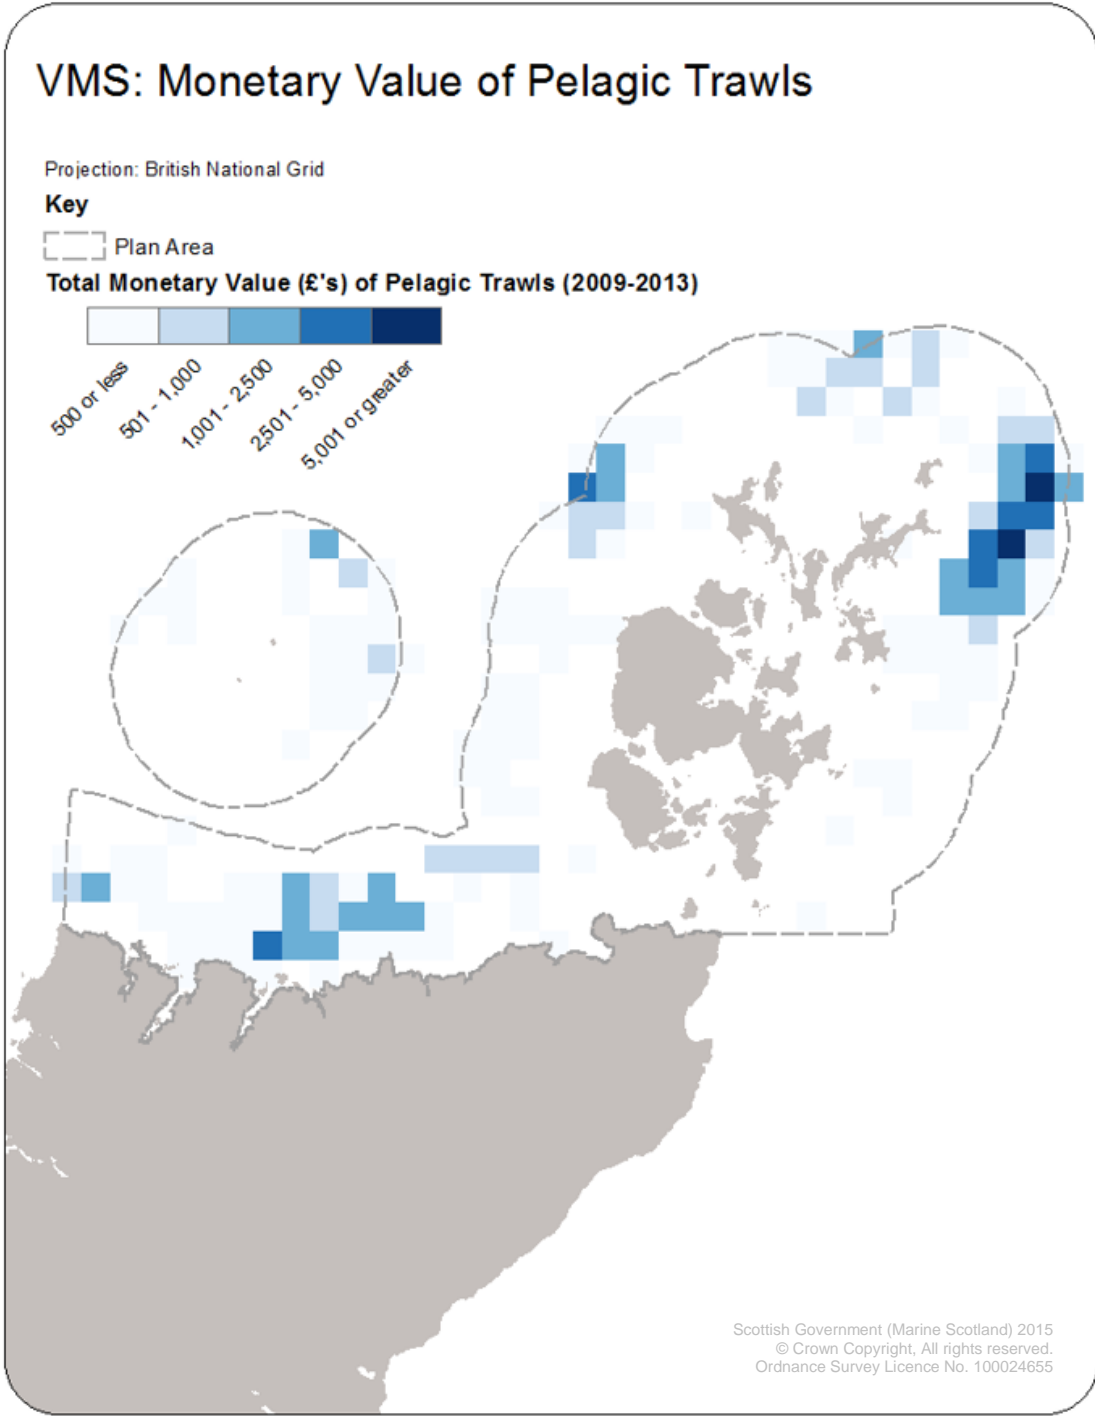 VMS: Monetary Value of Pelagic Trawls
Projection: British National Grid
Key
Plan Area
Total Monetary Value (£'s) of Pelagic Trawls (2009-2013)
500 or less
501 - 1,000
1,001 - 2,500
2,501 - 5,000
5,001 or greater
Scottish Government (Marine Scotland) 2015
© Crown Copyright, All rights reserved.
Ordnance Survey Licence No. 100024655